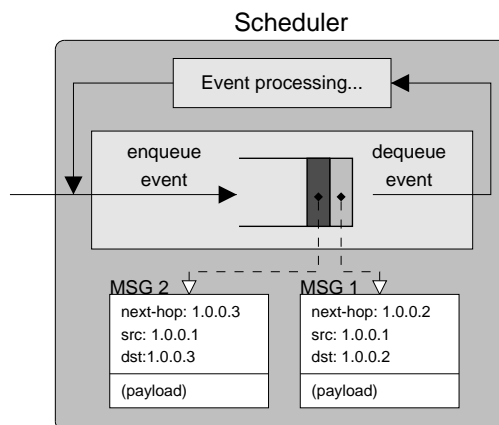 Scheduler
Event processing...
enqueue
event
dequeue
event
MSG 2
next-hop: 1.0.0.3
src: 1.0.0.1
dst:1.0.0.3
(payload)
MSG 1
next-hop: 1.0.0.2
src: 1.0.0.1
dst: 1.0.0.2
(payload)